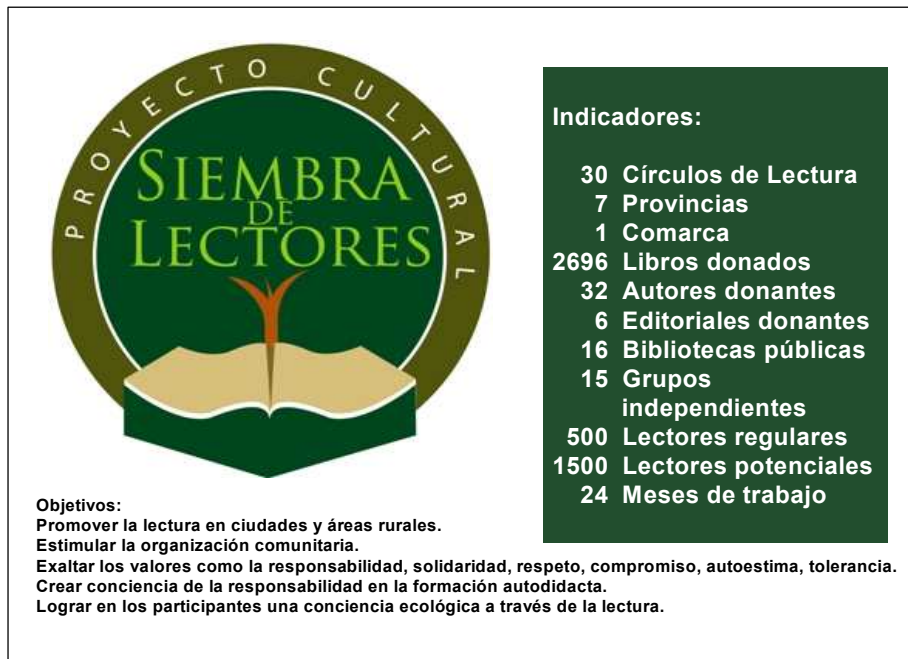 PROYECTO CULTURAL
SIEMBRA
DE
LECTORES
Indicadores:
30 Círculos de Lectura
7 Provincias
1 Comarca
2696 Libros donados
32 Autores donantes
6 Editoriales donantes
16 Bibliotecas públicas
15 Grupos
independientes
500 Lectores regulares
1500 Lectores potenciales
24 Meses de trabajo
Objetivos:
Promover la lectura en ciudades y áreas rurales.
Estimular la organización comunitaria.
Exaltar los valores como la responsabilidad, solidaridad, respeto, compromiso, autoestima, tolerancia.
Crear conciencia de la responsabilidad en la formación autodidacta.
Lograr en los participantes una conciencia ecológica a través de la lectura.